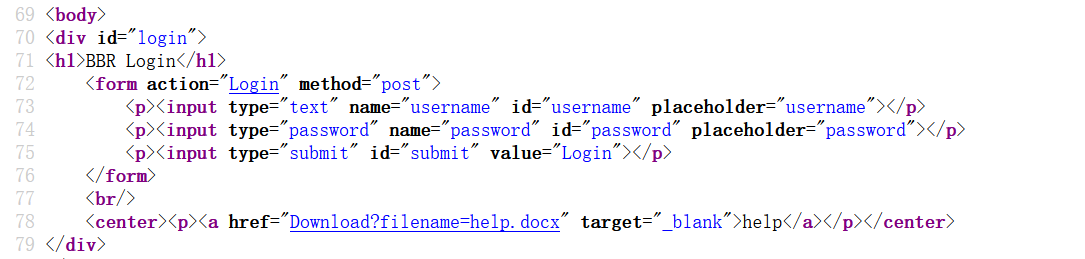 69 <body>
70 <div id="login">
71 <h1>BBR Login</h1>
72     <form action="Login" method="post">
73         <p><input type="text" name="username" id="username" placeholder="username"></p>
74         <p><input type="password" name="password" id="password" placeholder="password"></p>
75         <p><input type="submit" id="submit" value="Login"></p>
76     </form>
77     <br/>
78     <center><p><a href="Download?filename=help.docx" target="_blank">help</a></p></center>
79 </div>